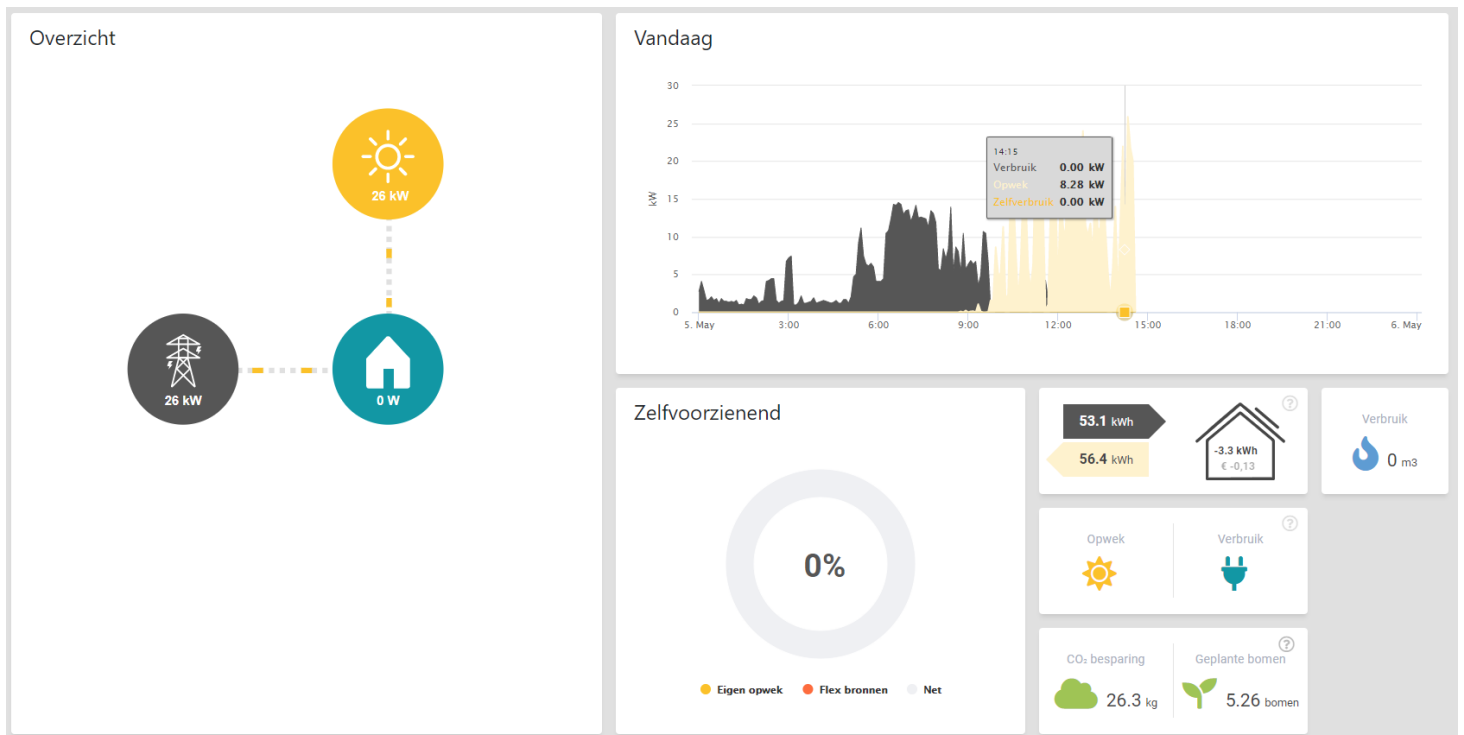 Overzicht
26 kW
26 kW
0 W
Vandaag
30
25
20
15
10
5
0
kW
14:15
Verbruik 0.00 kW
Opwek 8.28 kW
Zelfverbruik 0.00 kW
5. May 3:00 6:00 9:00 12:00 15:00 18:00 21:00 6. May
Zelfvoorzienend
0%
Eigen opwek Flex bronnen Net
53.1 kWh
56.4 kWh
-3.3 kWh
€ -0,13
?
Verbruik
0 m3
Opwek
Verbruik
?
CO₂ besparing
26.3 kg
Geplante bomen
5.26 bomen
?